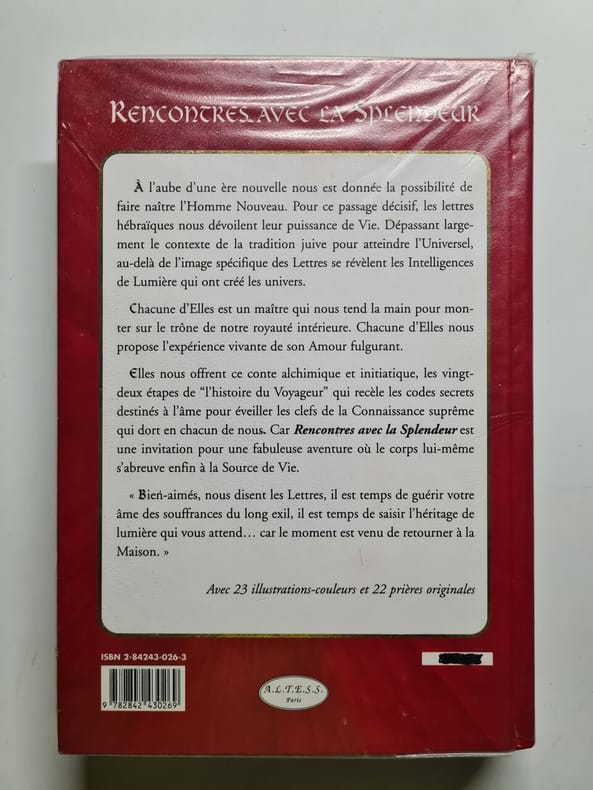 Rencontres avec la Splendeur
À l'aube d'une ère nouvelle nous est donnée la possibilité de
faire naître l'Homme Nouveau. Pour ce passage décisif, les lettres
hébraïques nous dévoilent leur puissance de Vie. Dépassant large-
ment le contexte de la tradition juive pour atteindre l'Universel,
au-delà de l'image spécifique des Lettres se révèlent les Intelligences
de Lumière qui ont créé les univers.
Chacune d'Elles est un maître qui nous tend la main pour mon-
ter sur le trône de notre royauté intérieure. Chacune d'Elles nous
propose l'expérience vivante de son Amour fulgurant.
Elles nous offrent ce conte alchimique et initiatique, les vingt-
deux étapes de "l'histoire du Voyageur" qui recèle les codes secrets
destinés à l'âme pour éveiller les clefs de la Connaissance suprême
qui dort en chacun de nous. Car Rencontres avec la Splendeur est
une invitation pour une fabuleuse aventure où le corps lui-même
s'abreuve enfin à la Source de Vie.
« Bien-aimés, nous disent les Lettres, il est temps de guérir votre
âme des souffrances du long exil, il est temps de saisir l'héritage de
lumière qui vous attend… car le moment est venu de retourner à la
Maison. »
Avec 23 illustrations-couleurs et 22 prières originales
ISBN 2-84243-026-3
9 782842 430269
A.L.T.E.S.S.
Paris